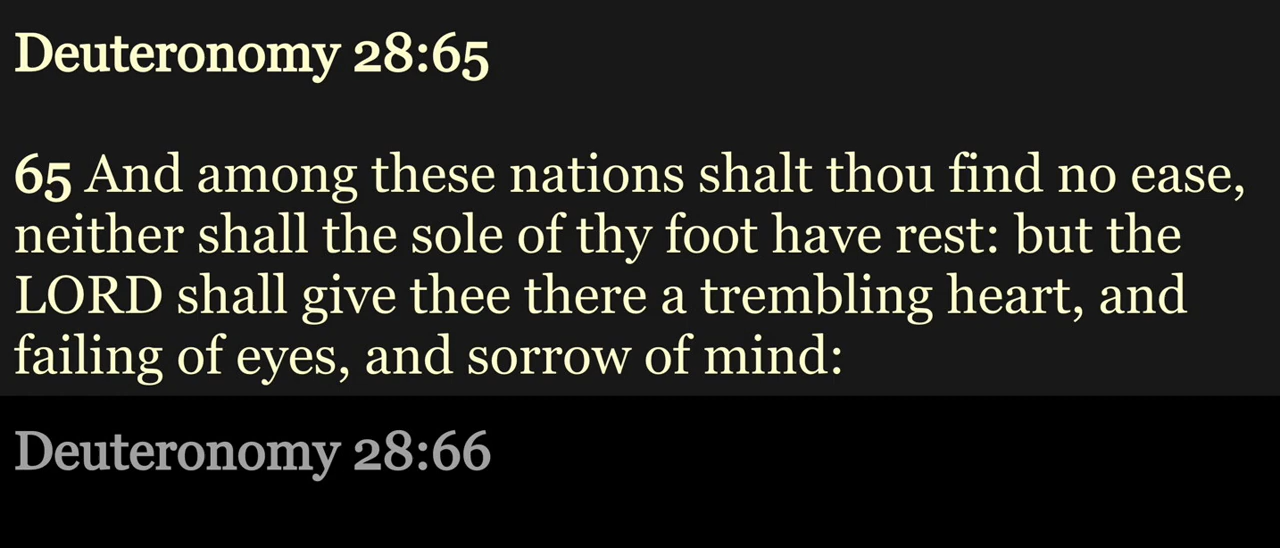 Deuteronomy 28:65
65 And among these nations shalt thou find no ease,
neither shall the sole of thy foot have rest: but the
LORD shall give thee there a trembling heart, and
failing of eyes, and sorrow of mind:
Deuteronomy 28:66